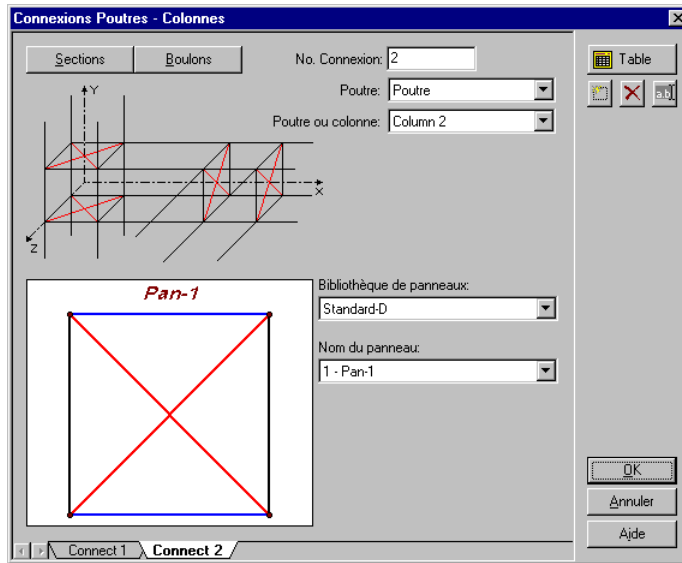 Connexions Poutres - Colonnes
Sections
Boulons
No. Connexion: 2
Table
Poutre: Poutre
a.b
Poutre ou colonne: Column 2
Y
X
Z
Pan-1
Bibliothèque de panneaux:
Standard-D
Nom du panneau:
1 - Pan-1
OK
Annuler
Aide
Connect 1
Connect 2